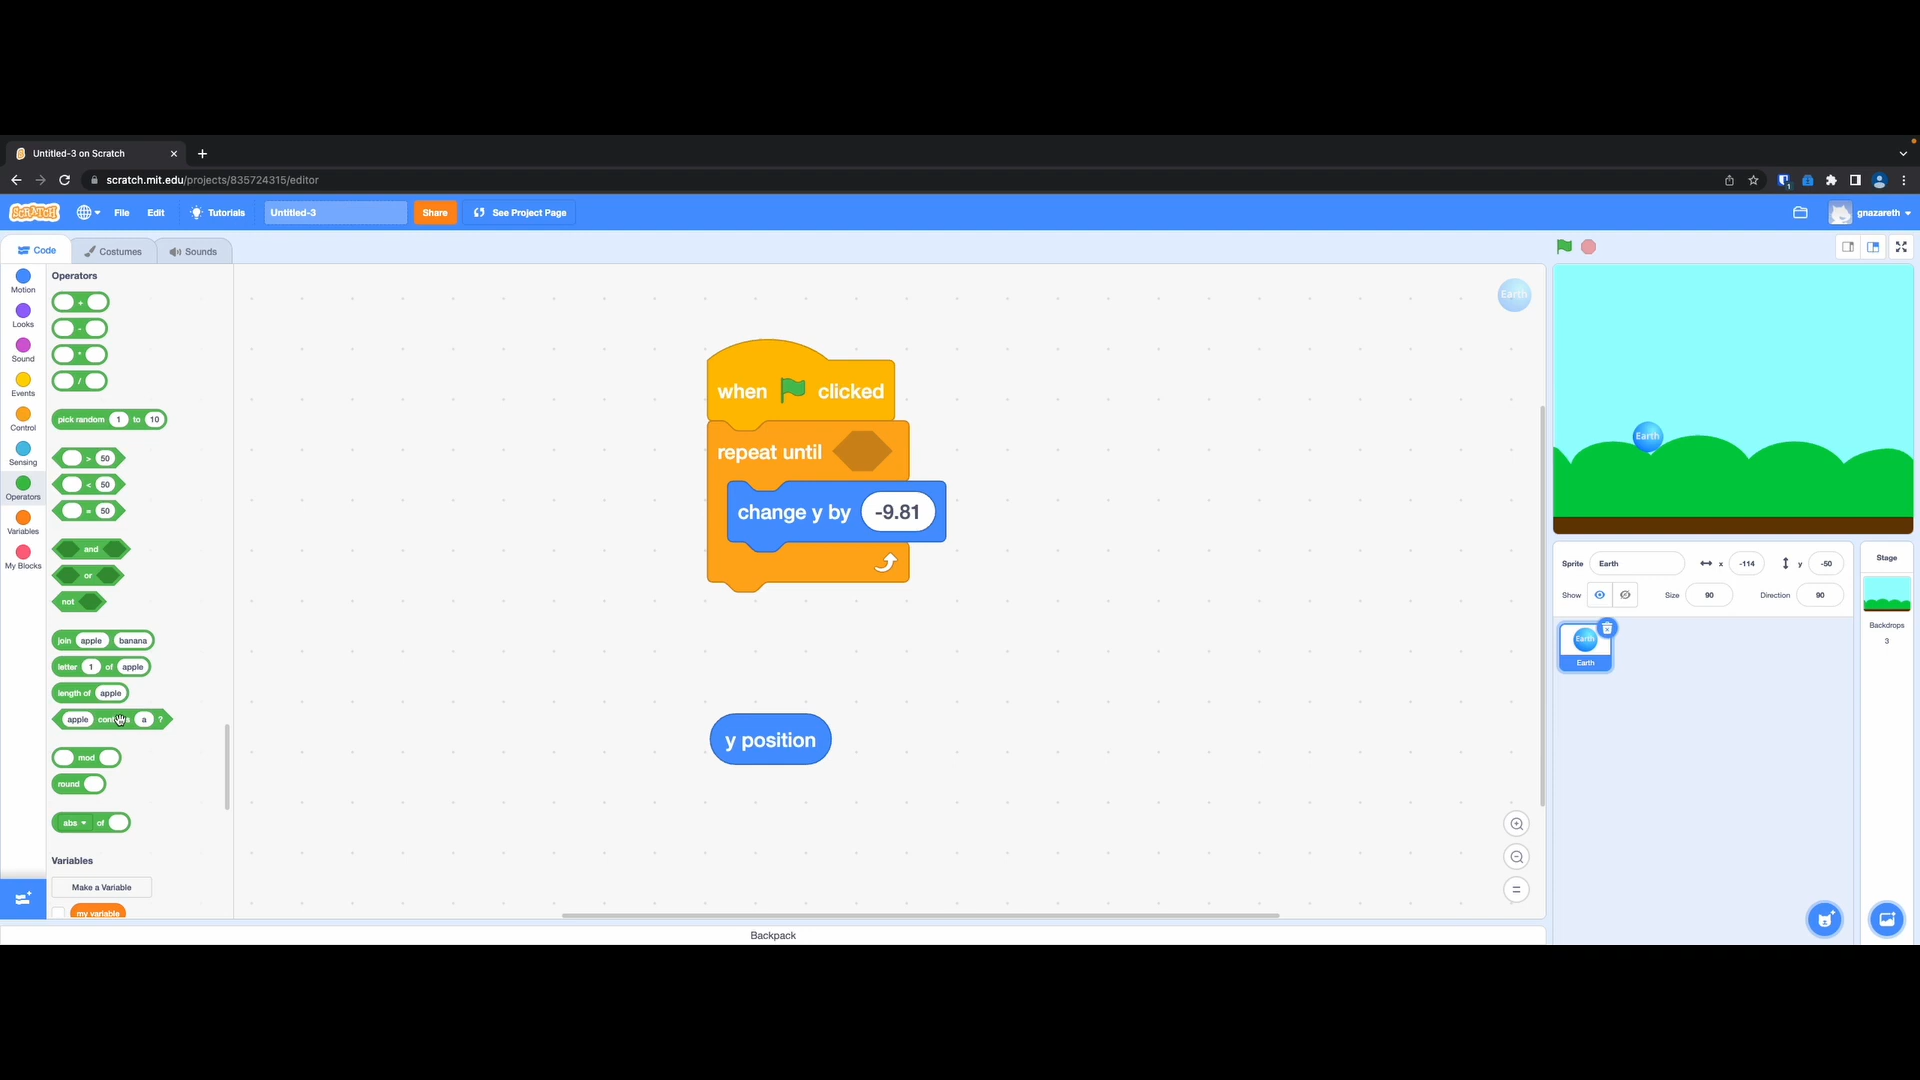 Untitled-3 on Scratch
scratch.mit.edu/projects/835724315/editor
SCRATCH
File
Edit
Tutorials
Untitled-3
Share
See Project Page
gnazareth
Code
Costumes
Sounds
Motion
Looks
Sound
Events
Control
Sensing
Operators
Variables
My Blocks
Operators
+
-
*
/
pick random 1 to 10
> 50
< 50
= 50
and
or
not
join apple banana
letter 1 of apple
length of apple
apple a ?
mod
round
abs of
Variables
Make a Variable
my variable
when clicked
repeat until
change y by -9.81
y position
Earth
Earth
Sprite Earth x -114 y -50
Show Size 90 Direction 90
Earth
Earth
Stage
Backdrops
3
Backpack